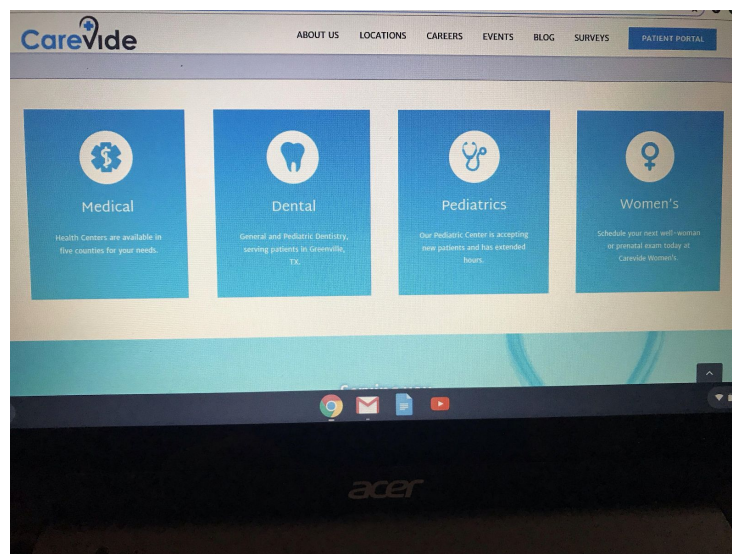 CareVide
ABOUT US LOCATIONS CAREERS EVENTS BLOG SURVEYS PATIENT PORTAL
Medical
Health Centers are available in
five counties for your needs.
Dental
General and Pediatric Dentistry,
serving patients in Greenville,
TX.
Pediatrics
Our Pediatric Center is accepting
new patients and has extended
hours.
Women's
Schedule your next well-woman
or prenatal exam today at
Carevide Women's
acer